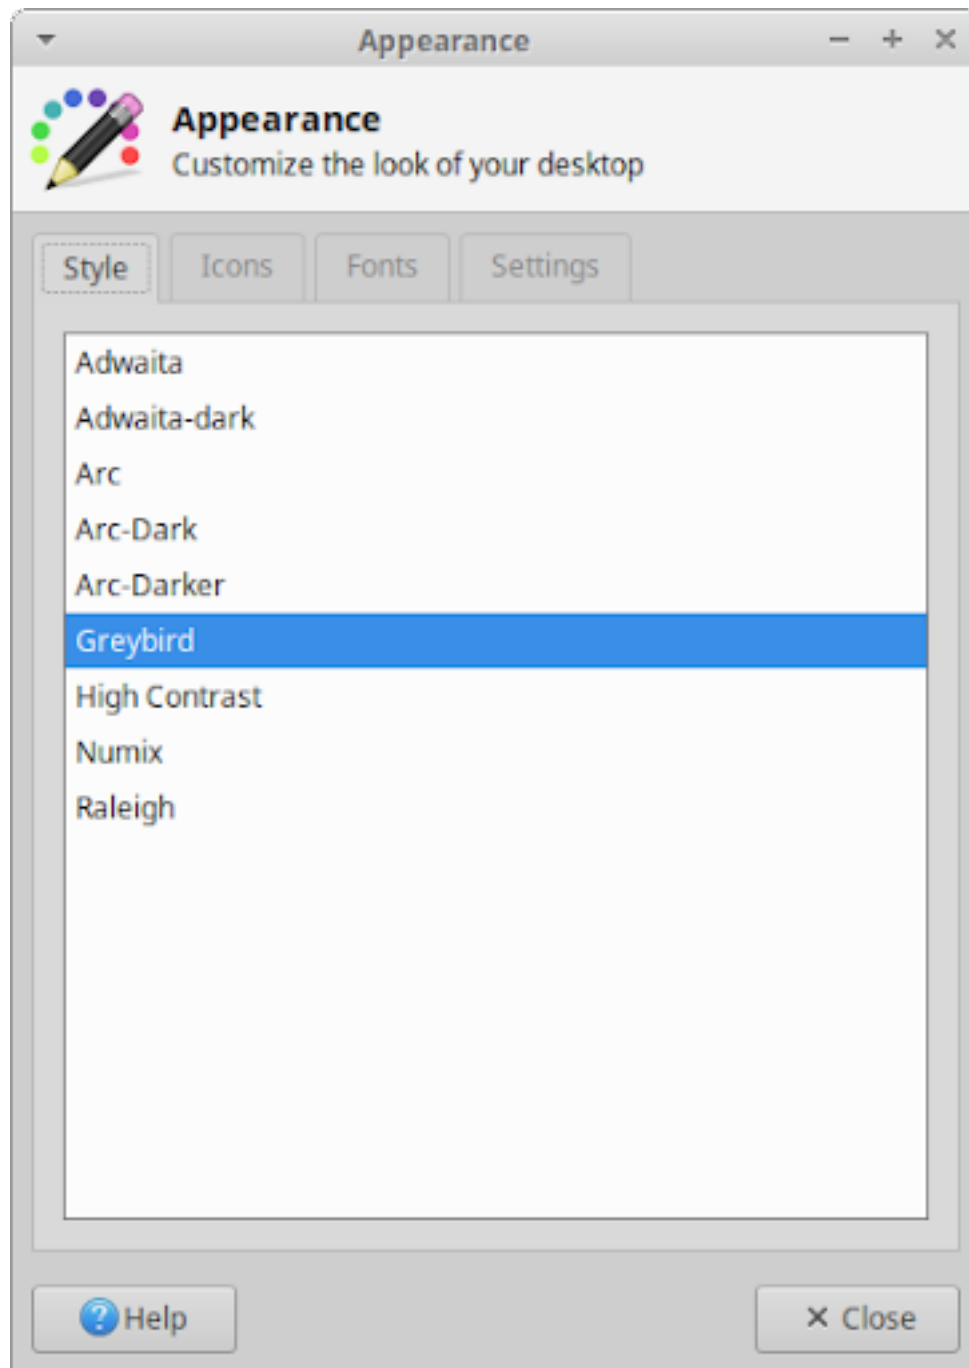 Appearance
Appearance
Customize the look of your desktop
Style Icons Fonts Settings
Adwaita
Adwaita-dark
Arc
Arc-Dark
Arc-Darker
Greybird
High Contrast
Numix
Raleigh
Help Close